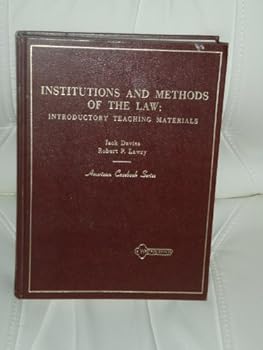 INSTITUTIONS AND METHODS
OF THE LAW:
INTRODUCTORY TEACHING MATERIALS
Jack Davies
Robert P. Lawry
American Casebook Series